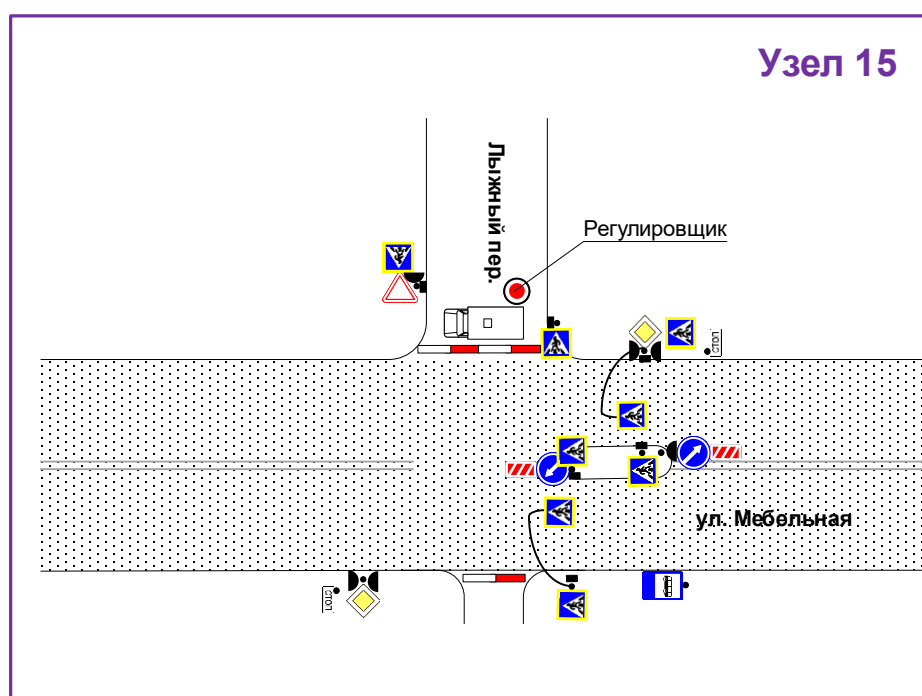 Узел 15
Лыжный пер.
Регулировщик
СТОП
ул. Мебельная
СТОП